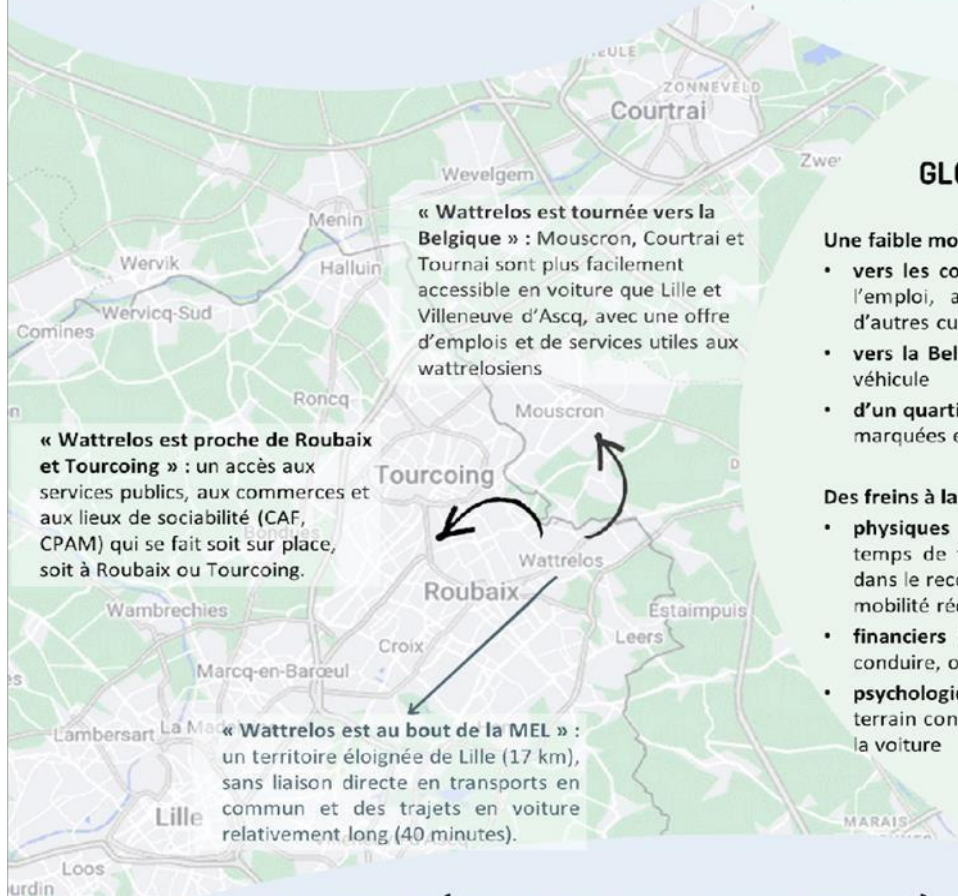 EULE
ZONNEVELD
Courtrai
Zwe
Wevelgem
Menin
Wervik
Halluin
Wervicq-Sud
Comines
« Wattrelos est tournée vers la
Belgique » : Mouscron, Courtrai et
Tournai sont plus facilement
accessible en voiture que Lille et
Villeneuve d'Ascq, avec une offre
d'emplois et de services utiles aux
wattrelosiens
Roncq
Mouscron
« Wattrelos est proche de Roubaix
et Tourcoing » : un accès aux
services publics, aux commerces et
aux lieux de sociabilité (CAF,
CPAM) qui se fait soit sur place,
soit à Roubaix ou Tourcoing.
Bondues
Tourcoing
Wattrelos
Roubaix
Wambrechies
Estaimpuis
Croix
Leers
Marcq-en-Barœul
Lambersart
La Mad
« Wattrelos est au bout de la MEL » :
un territoire éloignée de Lille (17 km),
sans liaison directe en transports en
commun et des trajets en voiture
relativement long (40 minutes).
Lille
Loos
urdin
MARAIS
GL
Une faible mo
• vers les co
l'emploi, a
d'autres cu
• vers la Bel
véhicule
• d'un quarti
marquées e
Des freins à la
• physiques
temps de
dans le rec
mobilité ré
• financiers
conduire, o
• psychologi
terrain con
la voiture